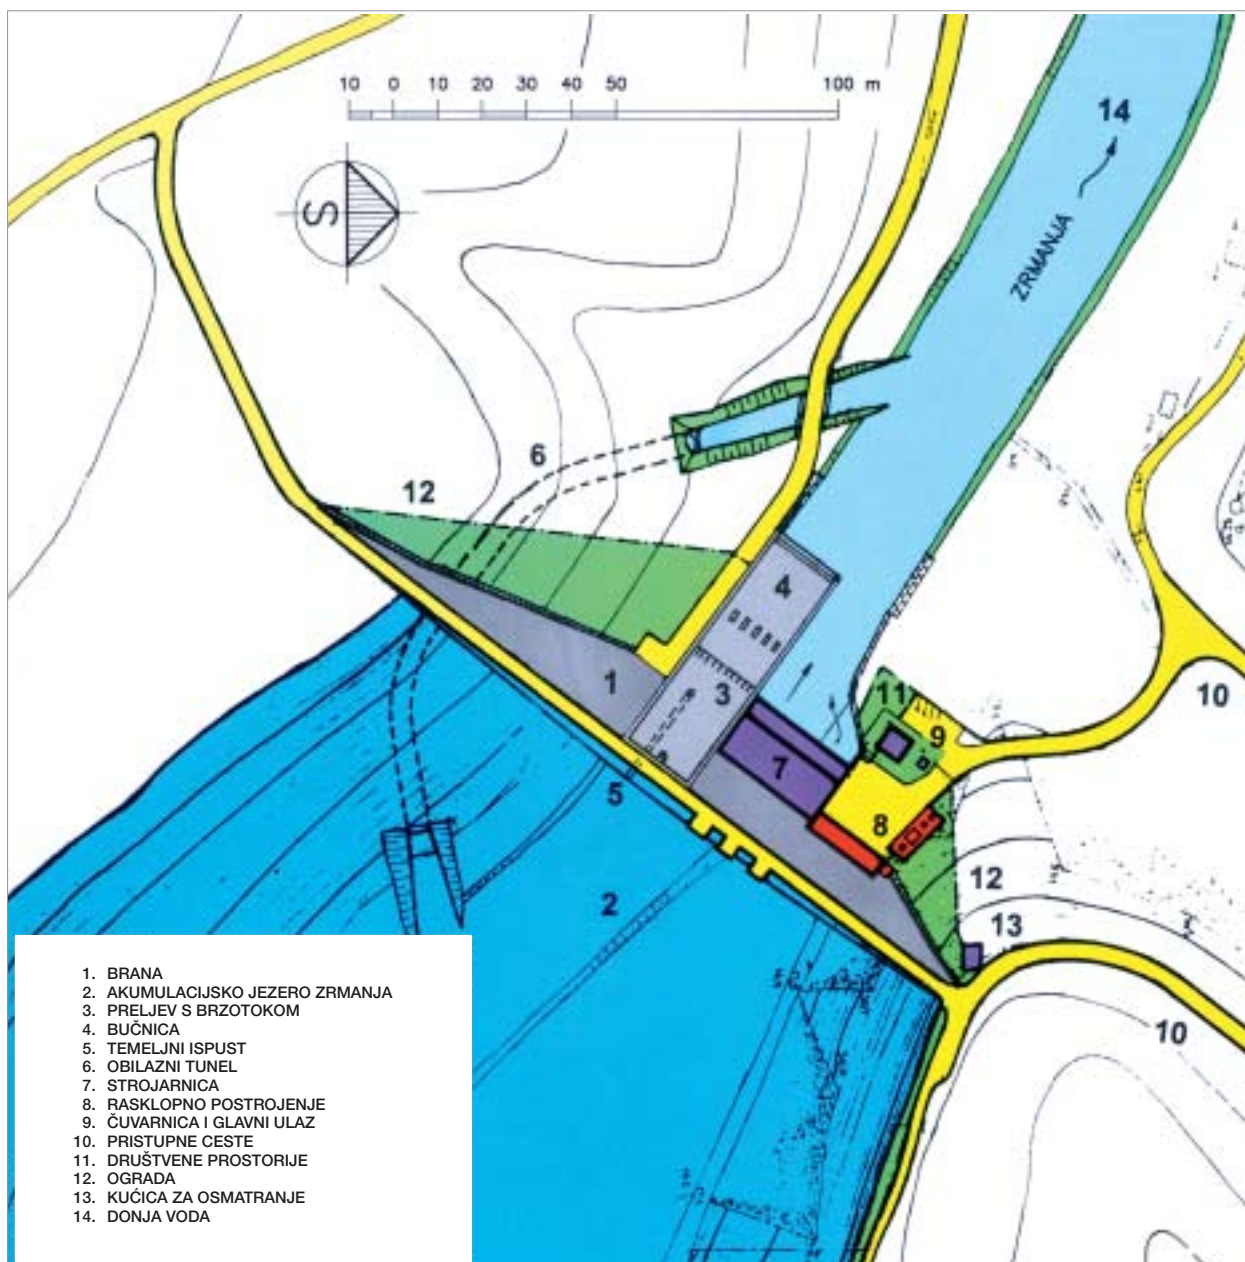 10 0 10 20 30 40 50 100 m
14
S
ZRMANJA
6
12
4
1
3
11
10
9
7
5
8
2
12
13
10
1. BRANA
2. AKUMULACIJSKO JEZERO ZRMANJA
3. PRELJEV S BRZOTOKOM
4. BUČNICA
5. TEMELJNI ISPUST
6. OBILAZNI TUNEL
7. STROJARNICA
8. RASKLOPNO POSTROJENJE
9. ČUVARNICA I GLAVNI ULAZ
10. PRISTUPNE CESTE
11. DRUŠTVENE PROSTORIJE
12. OGRADA
13. KUĆICA ZA OSMATRANJE
14. DONJA VODA